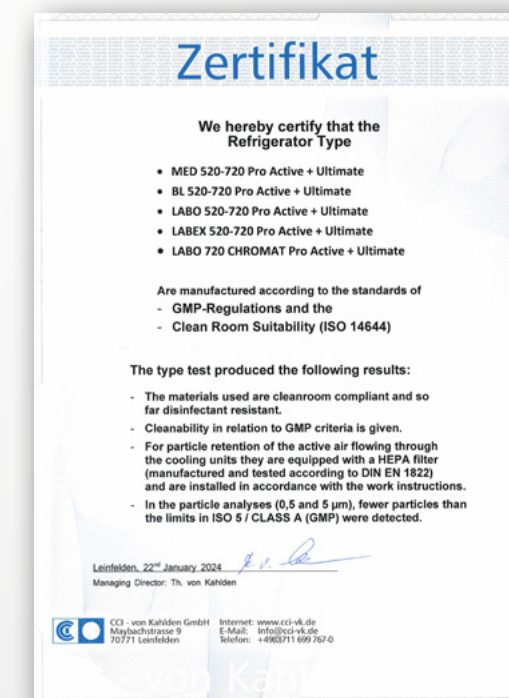 Zertifikat
We hereby certify that the
Refrigerator Type
• MED 520-720 Pro Active + Ultimate
• BL 520-720 Pro Active + Ultimate
• LABO 520-720 Pro Active + Ultimate
• LABEX 520-720 Pro Active + Ultimate
• LABO 720 CHROMAT Pro Active + Ultimate
Are manufactured according to the standards of
- GMP-Regulations and the
- Clean Room Suitability (ISO 14644)
The type test produced the following results:
- The materials used are cleanroom compliant and so
far disinfectant resistant.
- Cleanability in relation to GMP criteria is given.
- For particle retention of the active air flowing through
the cooling units they are equipped with a HEPA filter
(manufactured and tested according to DIN EN 1822)
and are installed in accordance with the work instructions.
- In the particle analyses (0,5 and 5 µm), fewer particles than
the limits in ISO 5 / CLASS A (GMP) were detected.
Leinfelden, 22nd January 2024
Managing Director: Th. von Kahlden
CCI - von Kahlden GmbH Internet: www.cci-vk.de
Maybachstrasse 9 E-Mail: Info@cci-vk.de
70771 Leinfelden Telefon: +49(0)711 699 767-0
- von Kahl